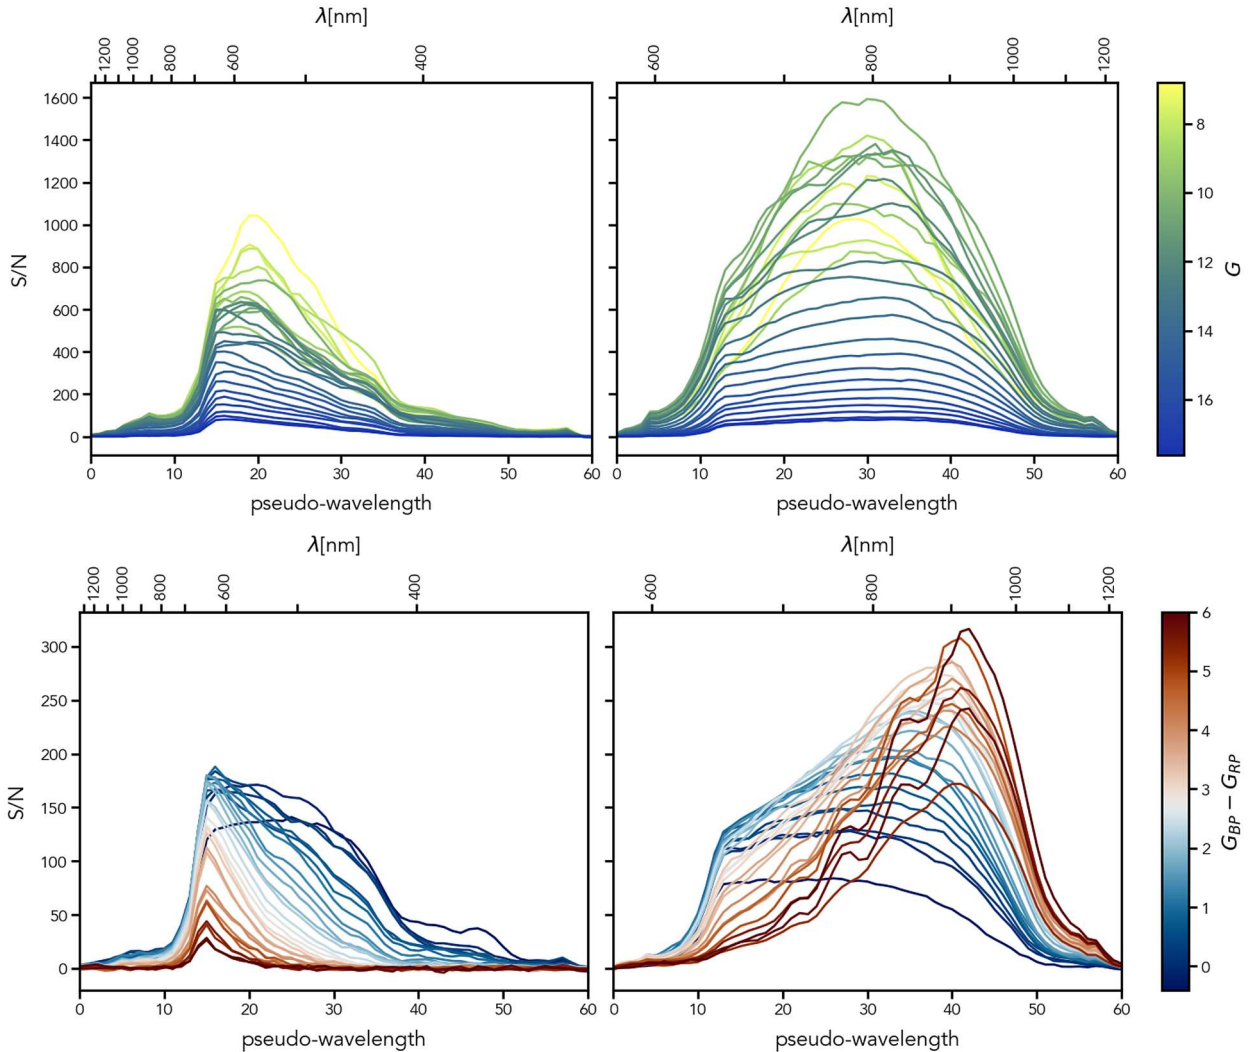 λ[nm] λ[nm]
1200 1000 800 600 400 600 800 1000 1200
1600
1400
1200
1000
800
600
400
200
0
S/N
0 10 20 30 40 50 60 0 10 20 30 40 50 60
pseudo-wavelength pseudo-wavelength
8
10
12
14
16
G
λ[nm] λ[nm]
1200 1000 800 600 400 600 800 1000 1200
300
250
200
150
100
50
0
S/N
0 10 20 30 40 50 60 0 10 20 30 40 50 60
pseudo-wavelength pseudo-wavelength
6
5
4
3
2
1
0
G_BP − G_RP